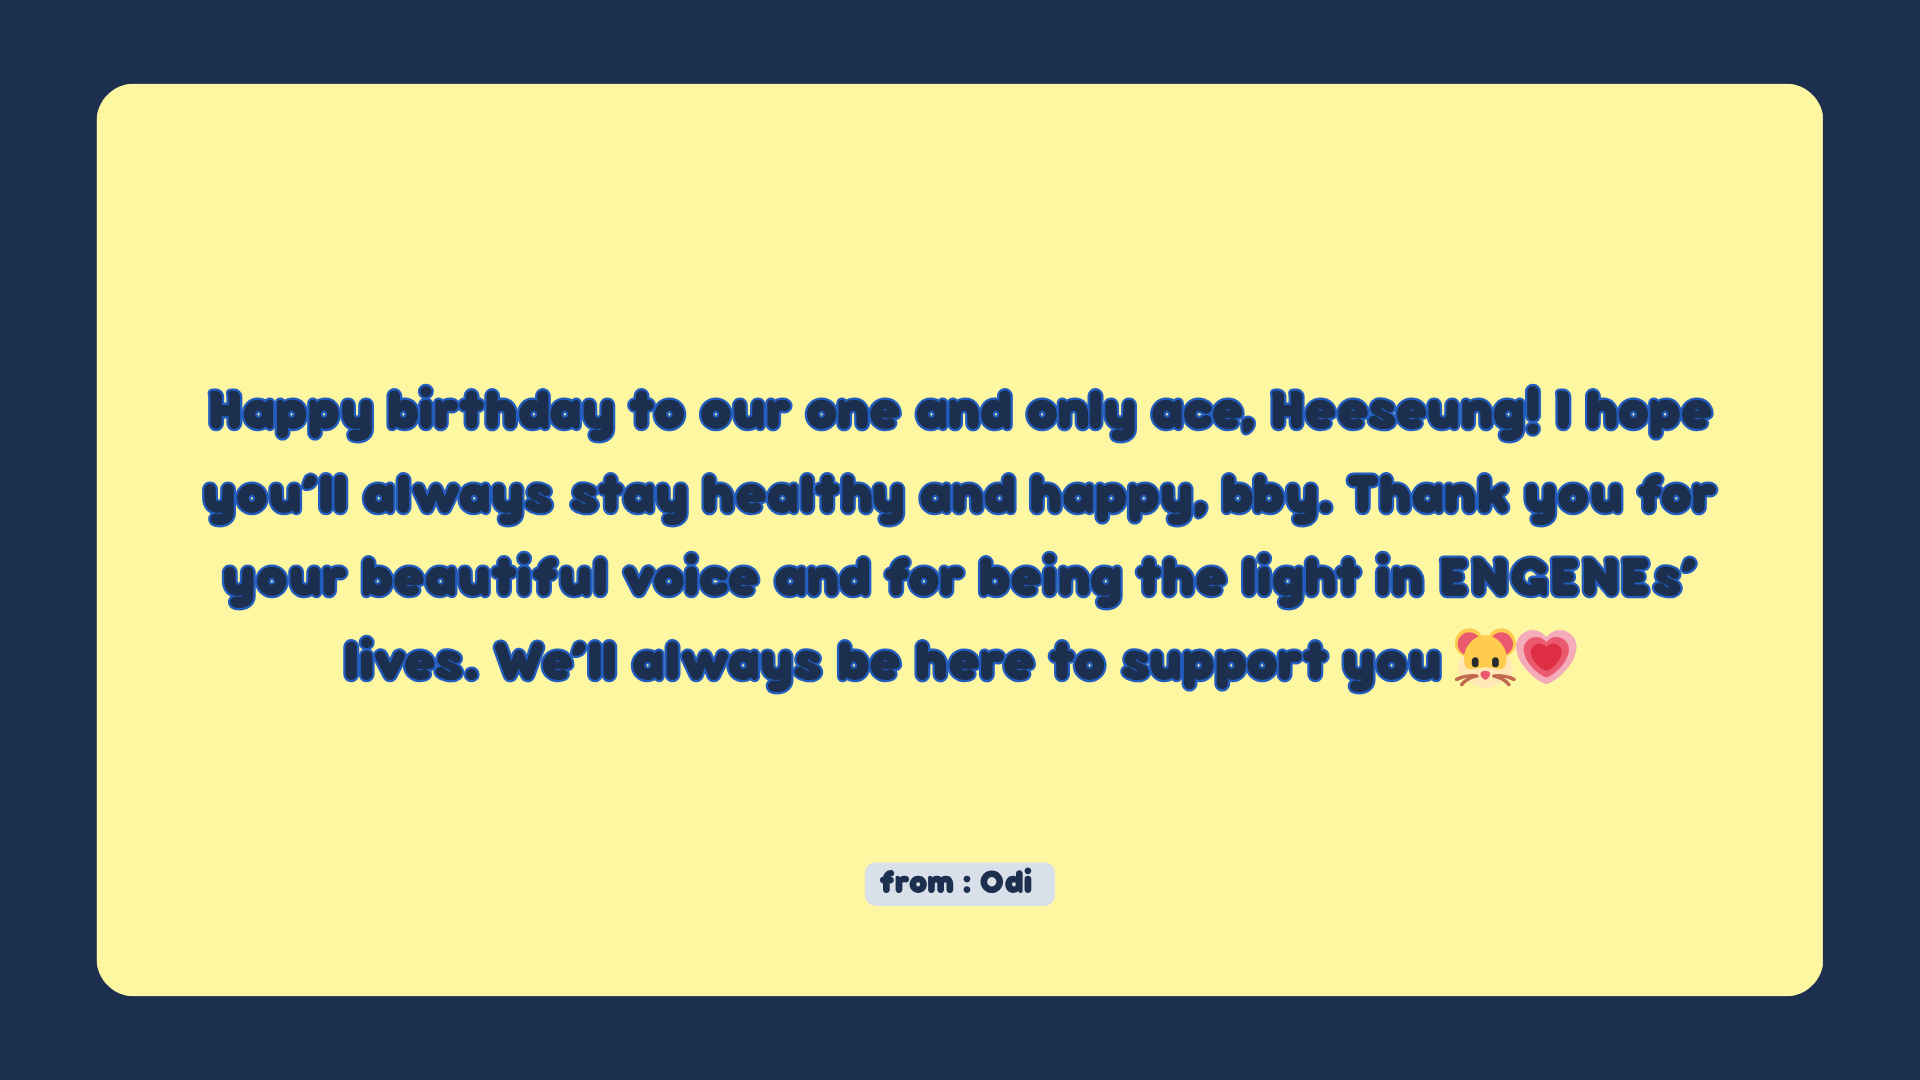 Happy birthday to our one and only ace, Heeseung! I hope
you’ll always stay healthy and happy, bby. Thank you for
your beautiful voice and for being the light in ENGENEs’
lives. We’ll always be here to support you 🐹💗
from : Odi